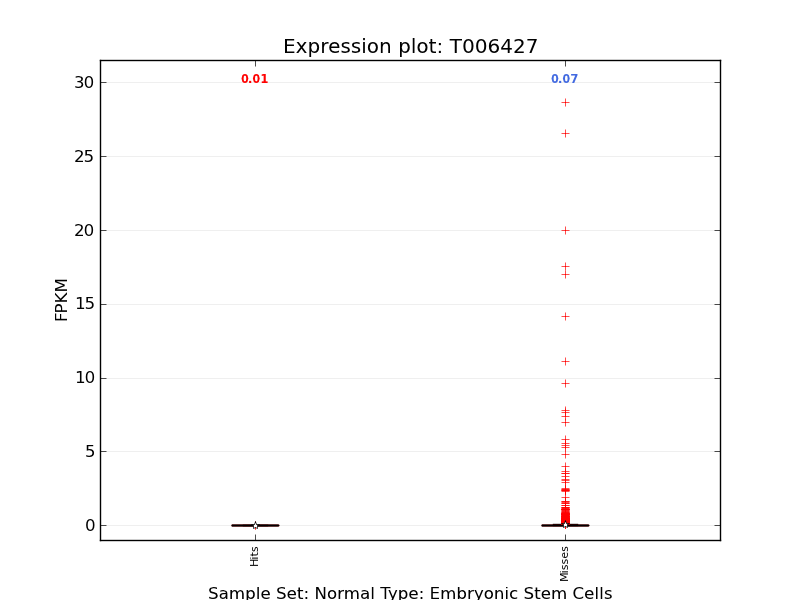 Expression plot: T006427
0.01
0.07
30
25
20
15
10
5
0
FPKM
Hits
Misses
Sample Set: Normal Type: Embryonic Stem Cells